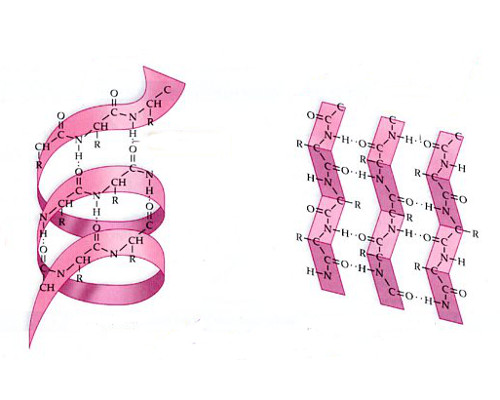 O C
C CH
O N R
C CH H
N R
CH H O
R O C N
C N CH H
N CH R O
CH H C
N R O
H O C
O C N CH
C N R
CH R
C C C
O C N H O C N H O C
R R N H
C C C R
H N C O H N C O H N C O
C R C R C R
O C N H O C N H O C N H
R C R C R C
H N C O H N C O H N C O